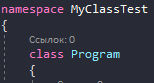 namespace MyClassTest
{
Ссылок: 0
class Program
{